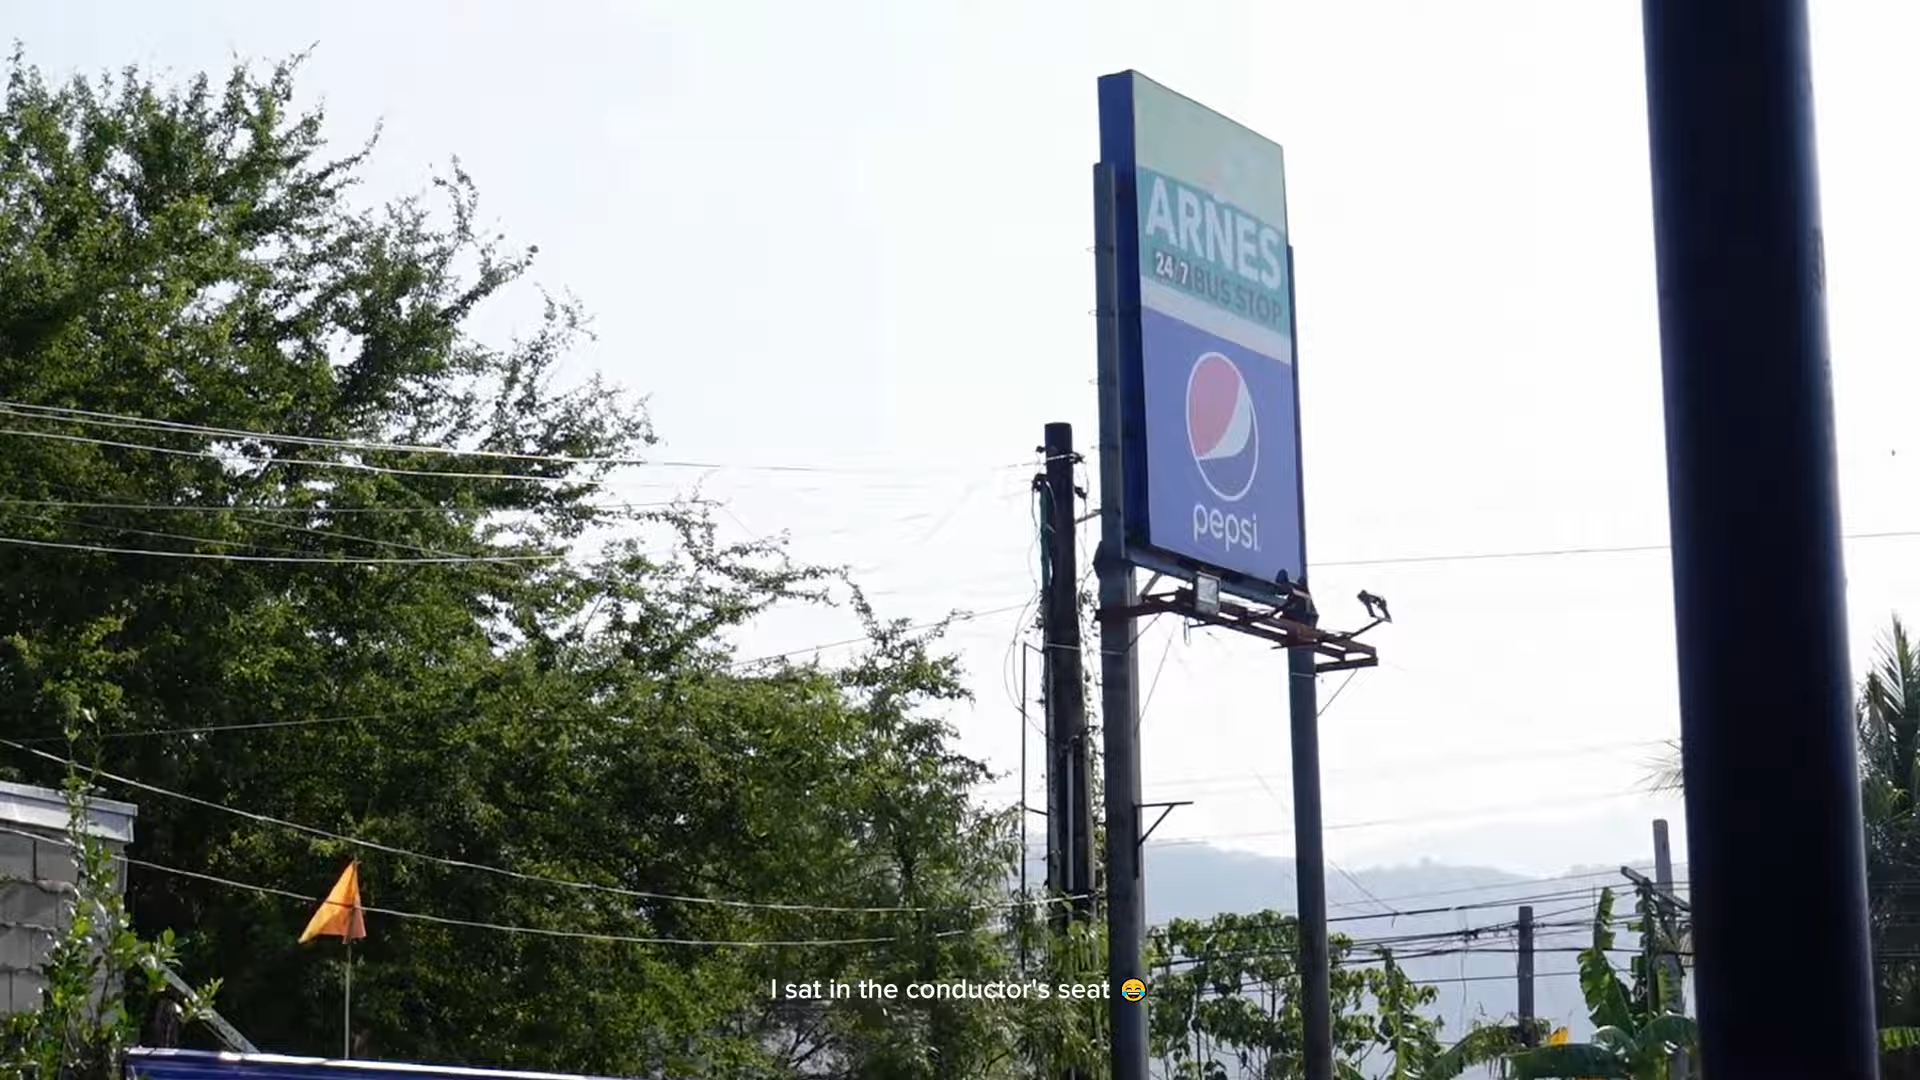 ARNES
24/7 BUS STOP
pepsi
I sat in the conductor's seat 😂